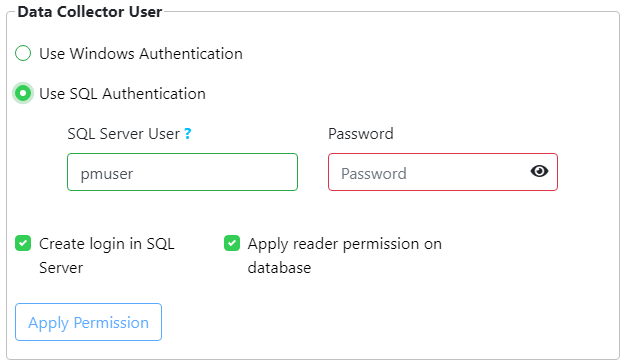 Data Collector User
Use Windows Authentication
Use SQL Authentication
SQL Server User ?
Password
pmuser
Password
Create login in SQL
Server
Apply reader permission on
database
Apply Permission